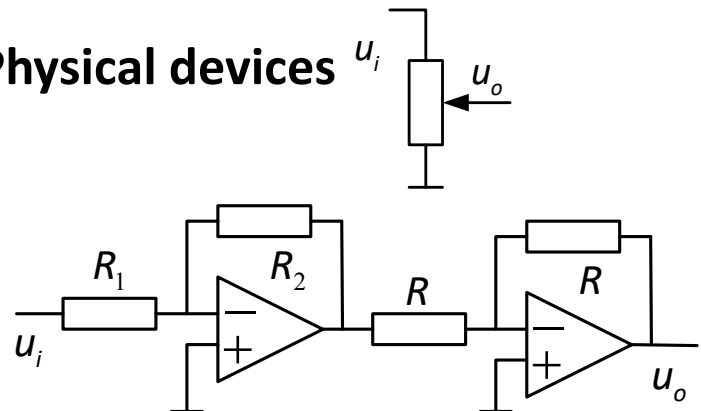 Physical devices
u_i
u_o
R_1
R_2
R
R
u_i
−
+
−
+
u_o